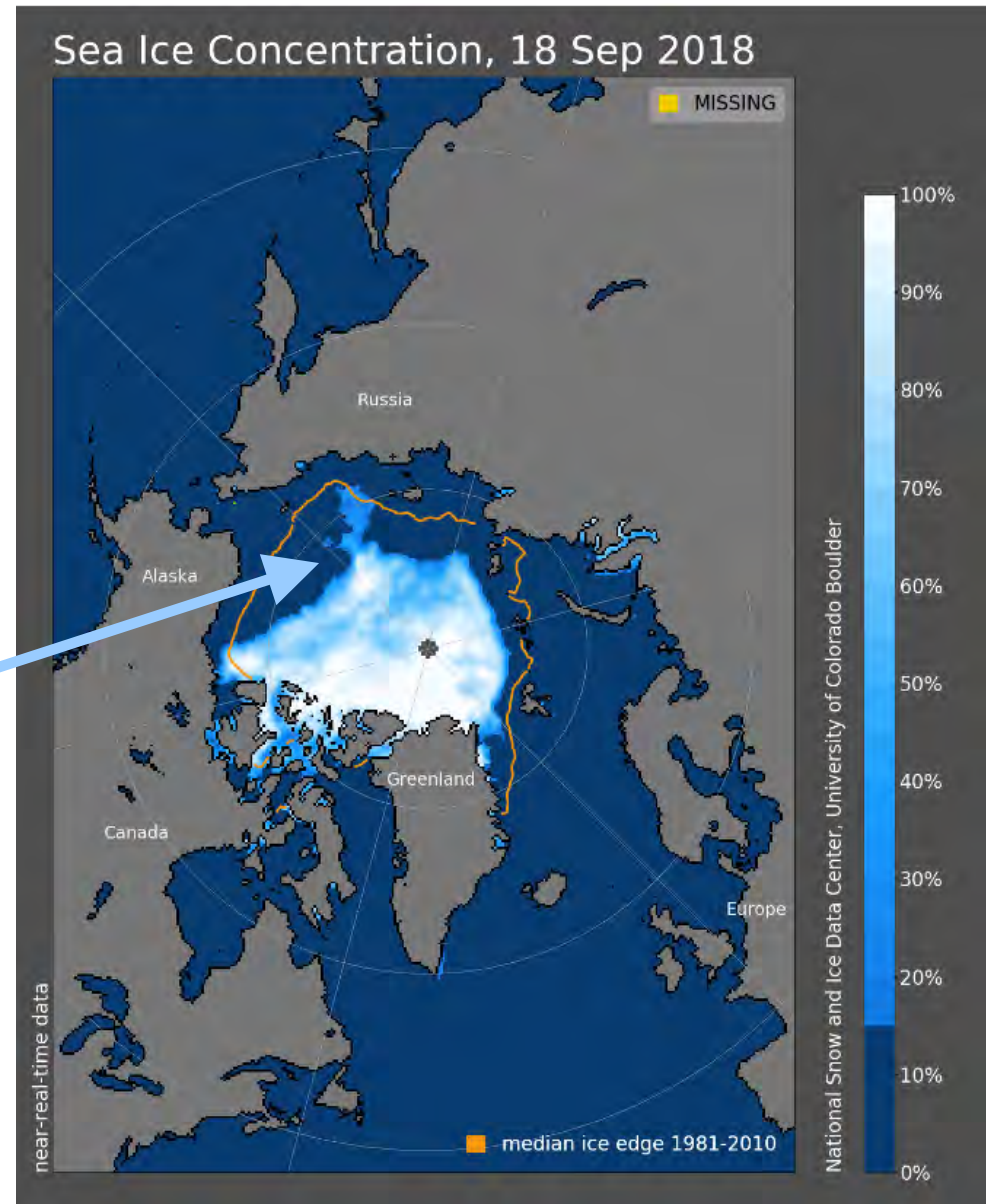 Sea Ice Concentration, 18 Sep 2018
MISSING
100%
90%
80%
70%
60%
50%
40%
30%
20%
10%
0%
Russia
Alaska
Greenland
Canada
Europe
near-real-time data
median ice edge 1981-2010
National Snow and Ice Data Center, University of Colorado Boulder